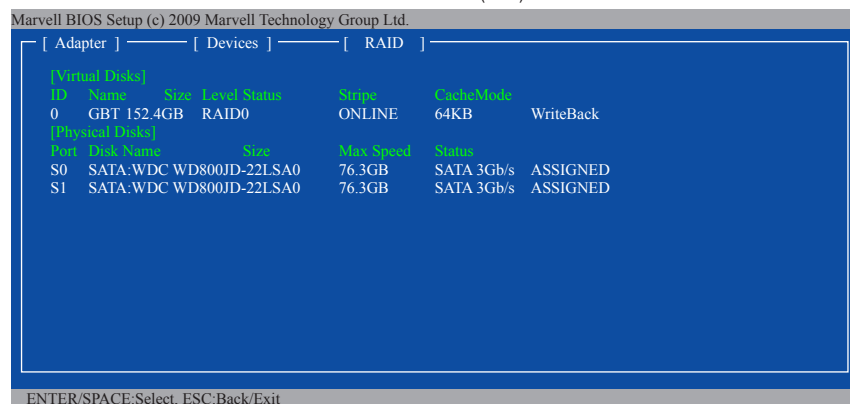 Marvell BIOS Setup (c) 2009 Marvell Technology Group Ltd.
[ Adapter ] [ Devices ] [ RAID ]
[Virtual Disks]
ID Name Size Level Status Stripe CacheMode
0 GBT 152.4GB RAID0 ONLINE 64KB WriteBack
[Physical Disks]
Port Disk Name Size Max Speed Status
S0 SATA:WDC WD800JD-22LSA0 76.3GB SATA 3Gb/s ASSIGNED
S1 SATA:WDC WD800JD-22LSA0 76.3GB SATA 3Gb/s ASSIGNED
ENTER/SPACE:Select, ESC:Back/Exit